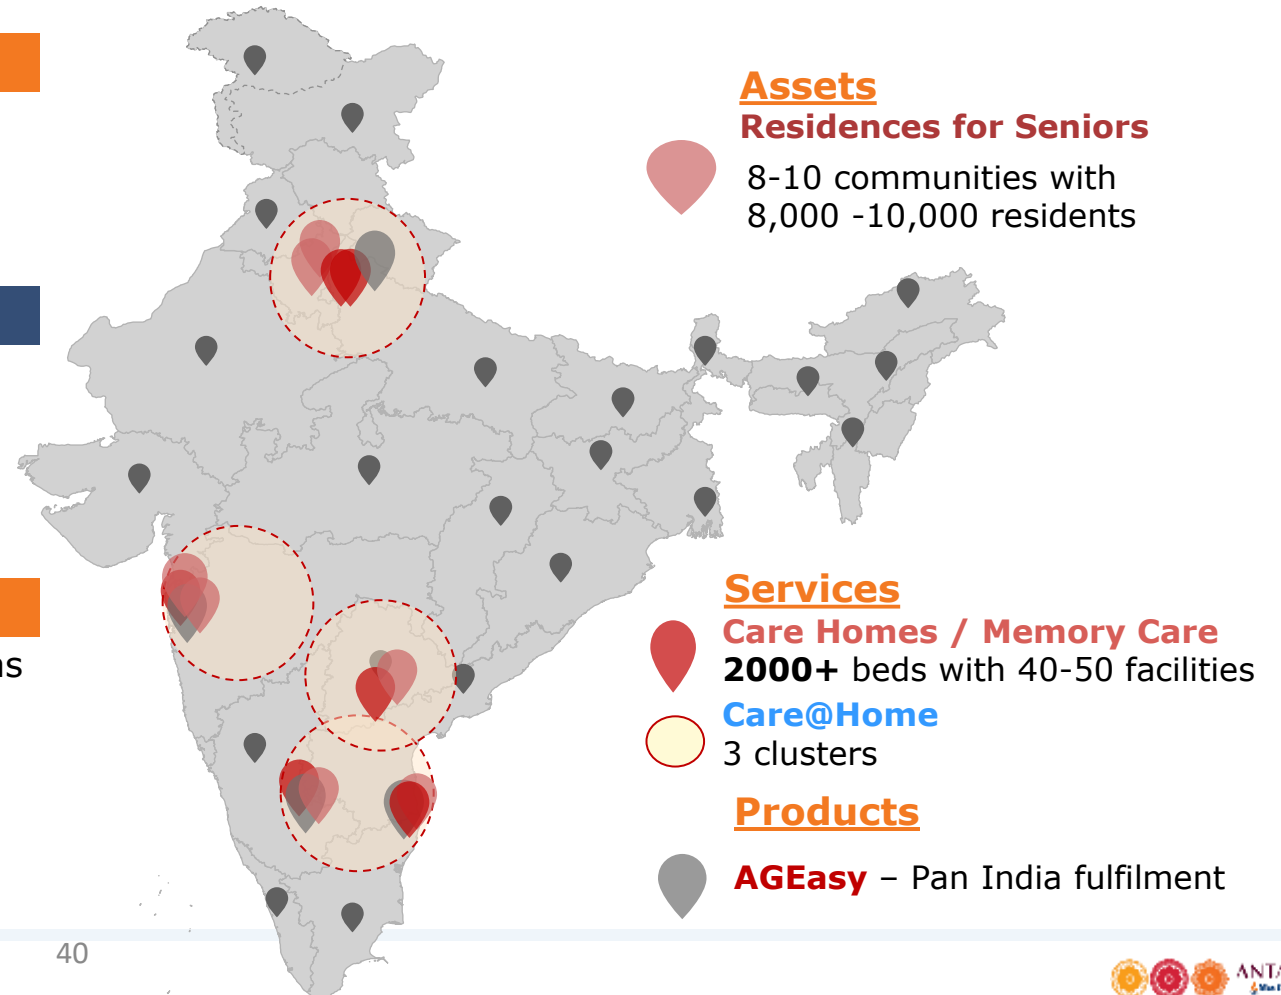 Assets
Residences for Seniors
8-10 communities with
8,000 -10,000 residents
Services
Care Homes / Memory Care
2000+ beds with 40-50 facilities
Care@Home
3 clusters
Products
AGEasy – Pan India fulfilment
40